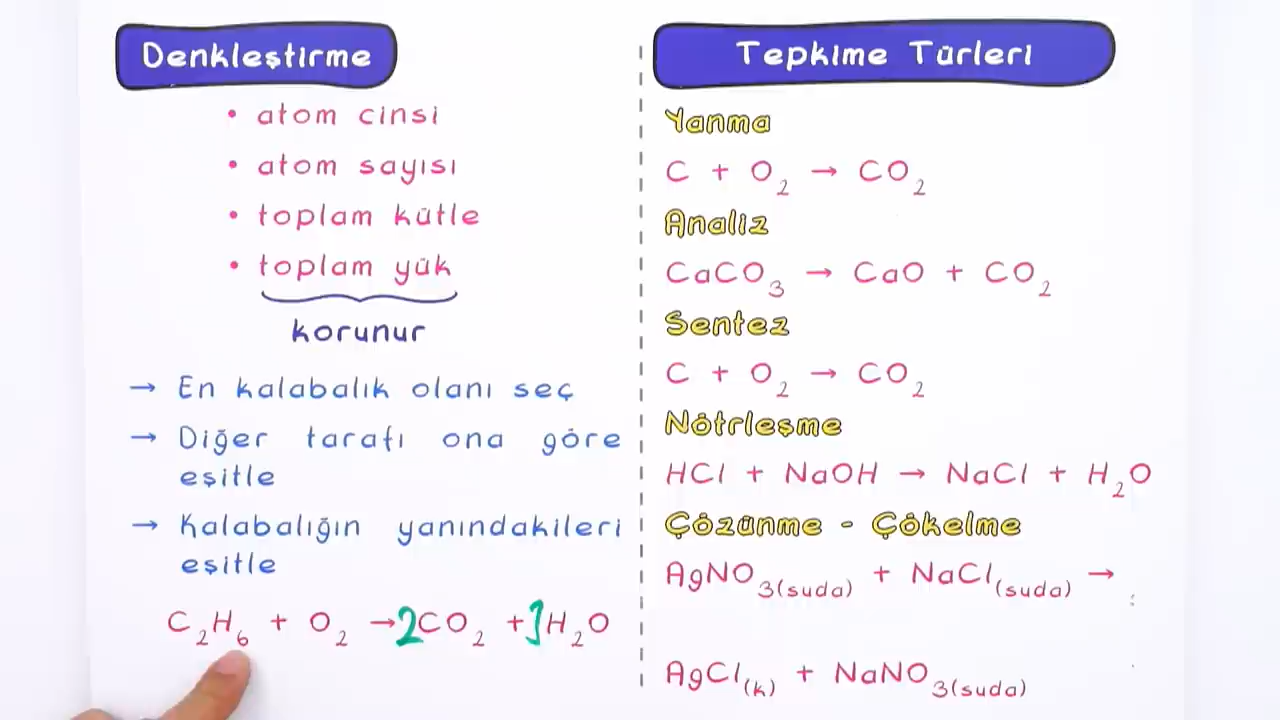 Denkleştirme
• atom cinsi
• atom sayısı
• toplam kütle
• toplam yük
korunur
→ En kalabalık olanı seç
→ Diğer tarafı ona göre
eşitle
→ Kalabalığın yanındakileri
eşitle
C₂H₆ + O₂ → 2CO₂ + 3H₂O
Tepkime Türleri
Yanma
C + O₂ → CO₂
Analiz
CaCO₃ → CaO + CO₂
Sentez
C + O₂ → CO₂
Nötrleşme
HCl + NaOH → NaCl + H₂O
Çözünme - Çökelme
AgNO₃(suda) + NaCl(suda) →
AgCl(k) + NaNO₃(suda)